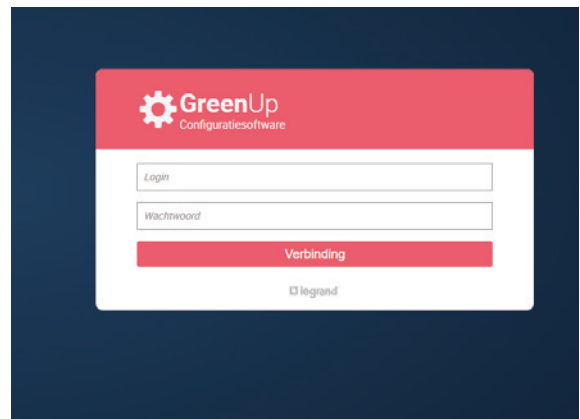 GreenUp
Configuratiesoftware
Login
Wachtwoord
Verbinding
legrand